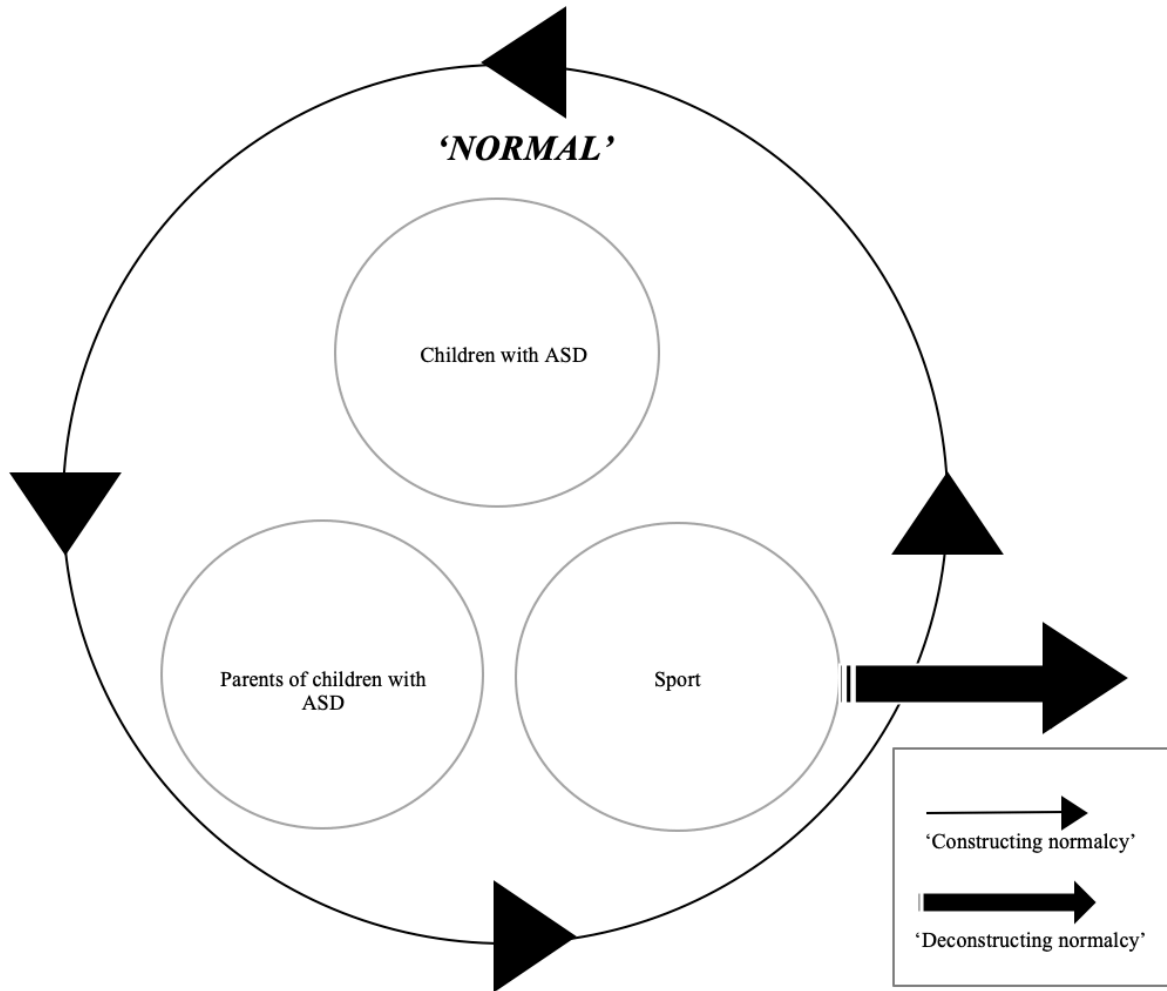 ‘NORMAL’
Children with ASD
Parents of children with
ASD
Sport
‘Constructing normalcy’
‘Deconstructing normalcy’